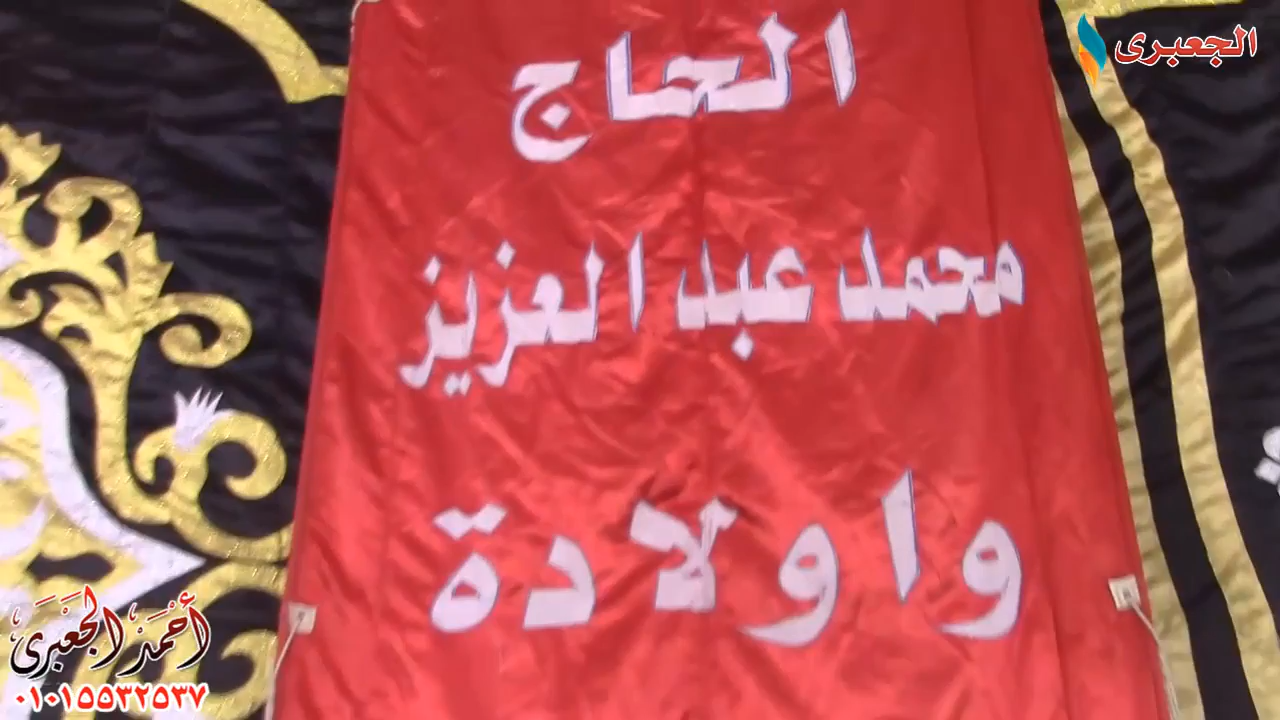 الجعبرى
الحاج
محمد عبد العزيز
واولادة
أحمد الجعبرى
٠١٠١٥٥٣٢٥٣٧